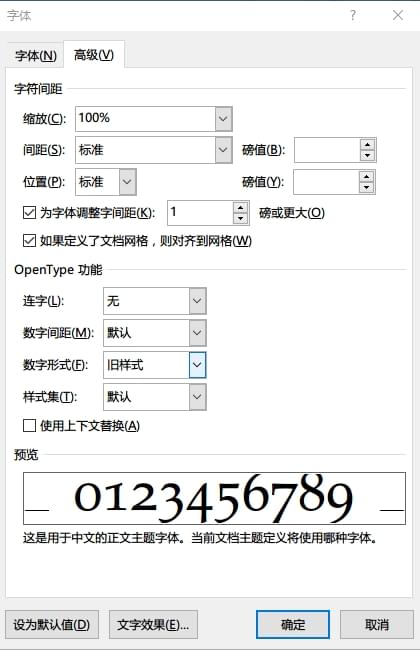 字体
? ×
字体(N) 高级(V)
字符间距
缩放(C): 100%
间距(S): 标准 磅值(B):
位置(P): 标准 磅值(Y):
为字体调整字间距(K): 1 磅或更大(O)
如果定义了文档网格，则对齐到网格(W)
OpenType 功能
连字(L): 无
数字间距(M): 默认
数字形式(F): 旧样式
样式集(T): 默认
使用上下文替换(A)
预览
0123456789
这是用于中文的正文主题字体。当前文档主题定义将使用哪种字体。
设为默认值(D) 文字效果(E)... 确定 取消